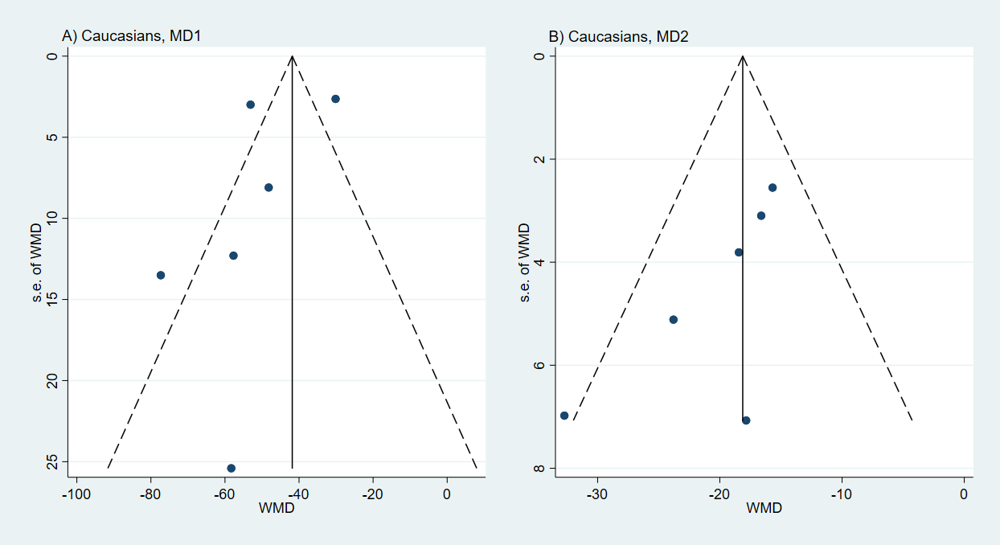 A) Caucasians, MD1
0
5
10
15
20
25
s.e. of WMD
-100 -80 -60 -40 -20 0
WMD
B) Caucasians, MD2
0
2
4
6
8
s.e. of WMD
-30 -20 -10 0
WMD